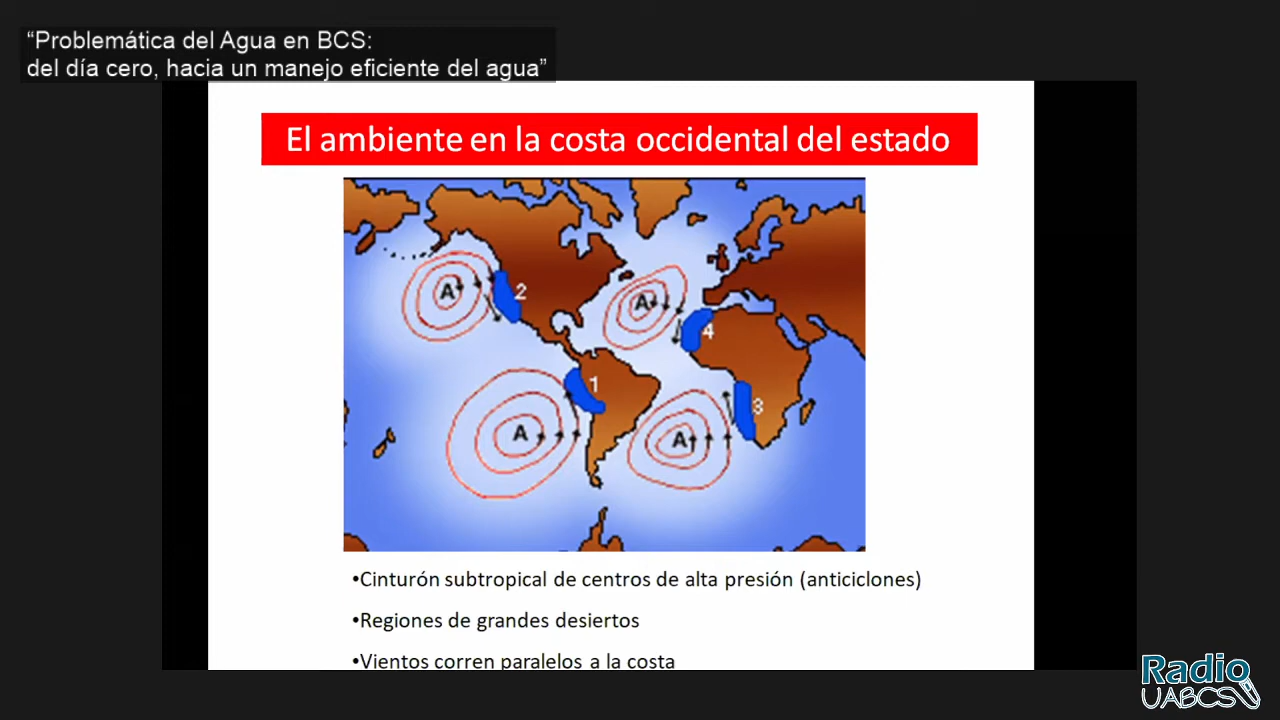 “Problemática del Agua en BCS:
del día cero, hacia un manejo eficiente del agua”
El ambiente en la costa occidental del estado
A
2
A
4
1
3
A
A
•Cinturón subtropical de centros de alta presión (anticiclones)
•Regiones de grandes desiertos
•Vientos corren paralelos a la costa
Radio
UABCS